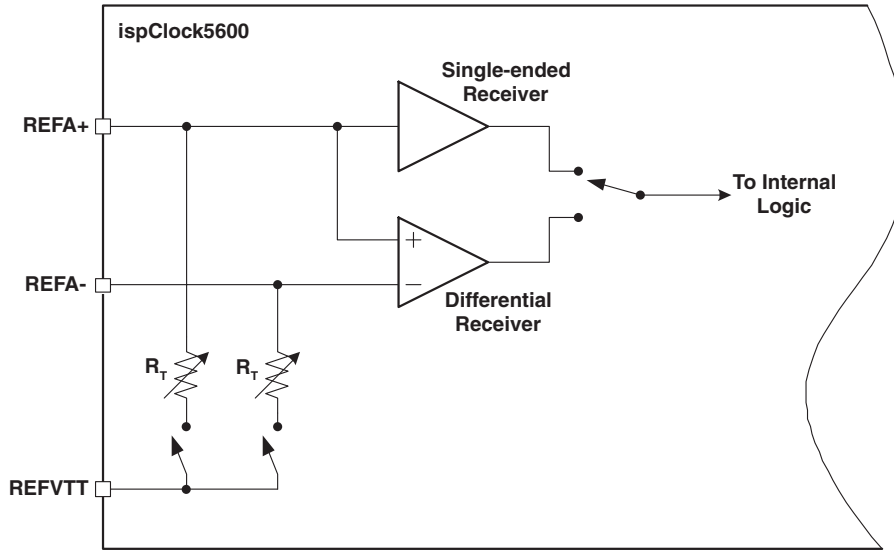 ispClock5600
Single-ended
Receiver
REFA+
To Internal
Logic
+
REFA-
−
Differential
Receiver
RT
RT
REFVTT